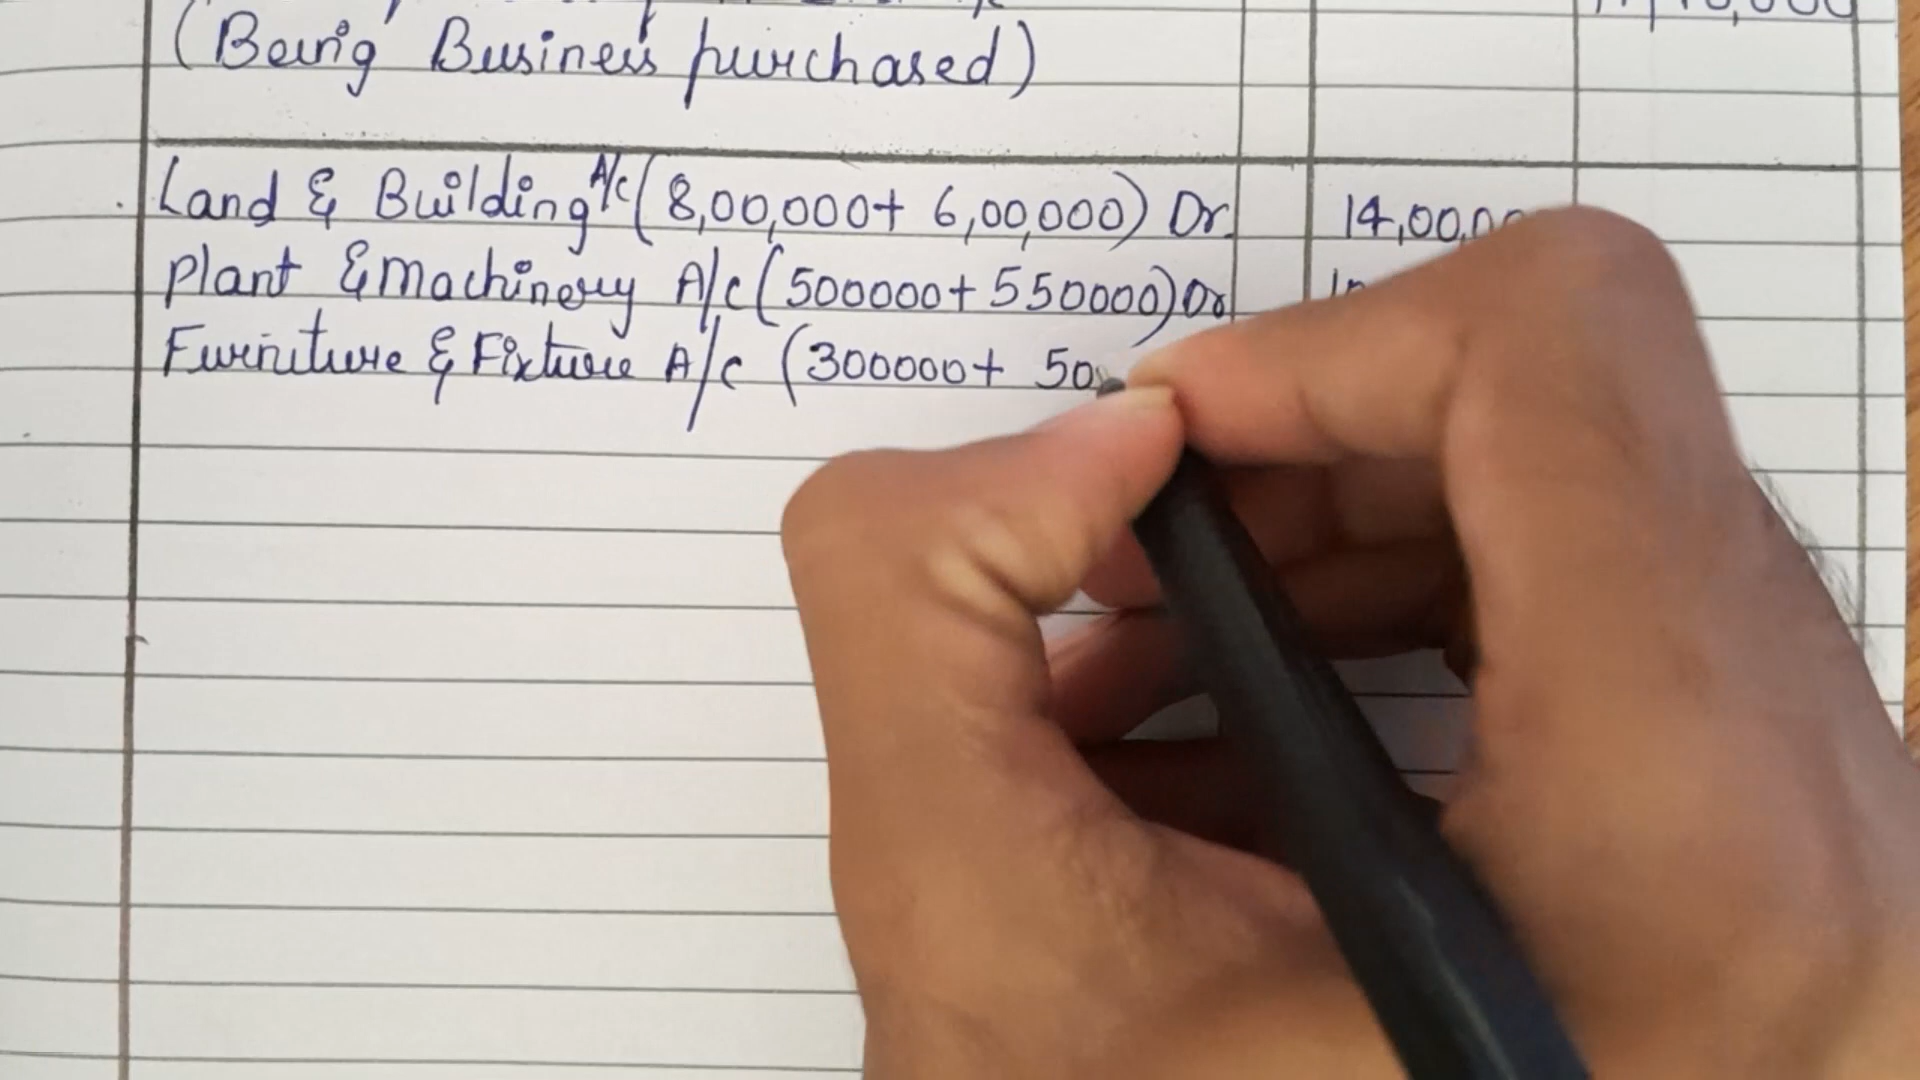 (Being Business purchased)
Land & Building A/c (8,00,000+ 6,00,000) Dr. 14,00,00
Plant & Machinery A/c (500000+ 550000) Dr
Furniture & Fixture A/c (300000+ 50